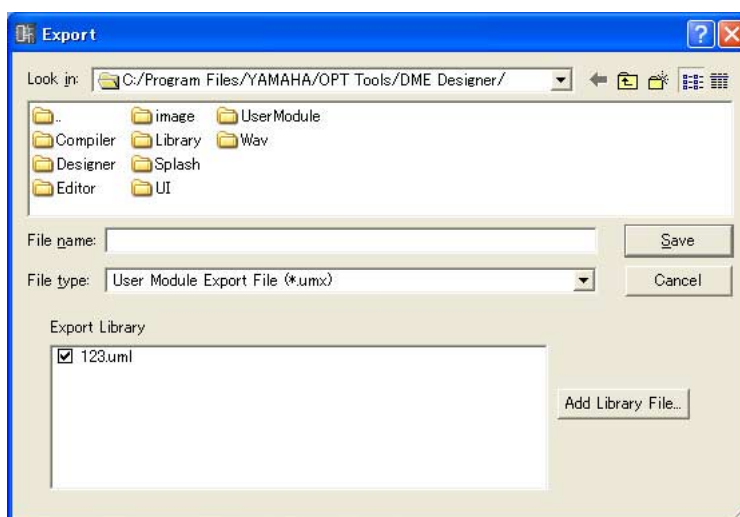 Export
Look in: C:/Program Files/YAMAHA/OPT Tools/DME Designer/
.. image UserModule
Compiler Library Wav
Designer Splash
Editor UI
File name: Save
File type: User Module Export File (*.umx) Cancel
Export Library
123.uml
Add Library File...